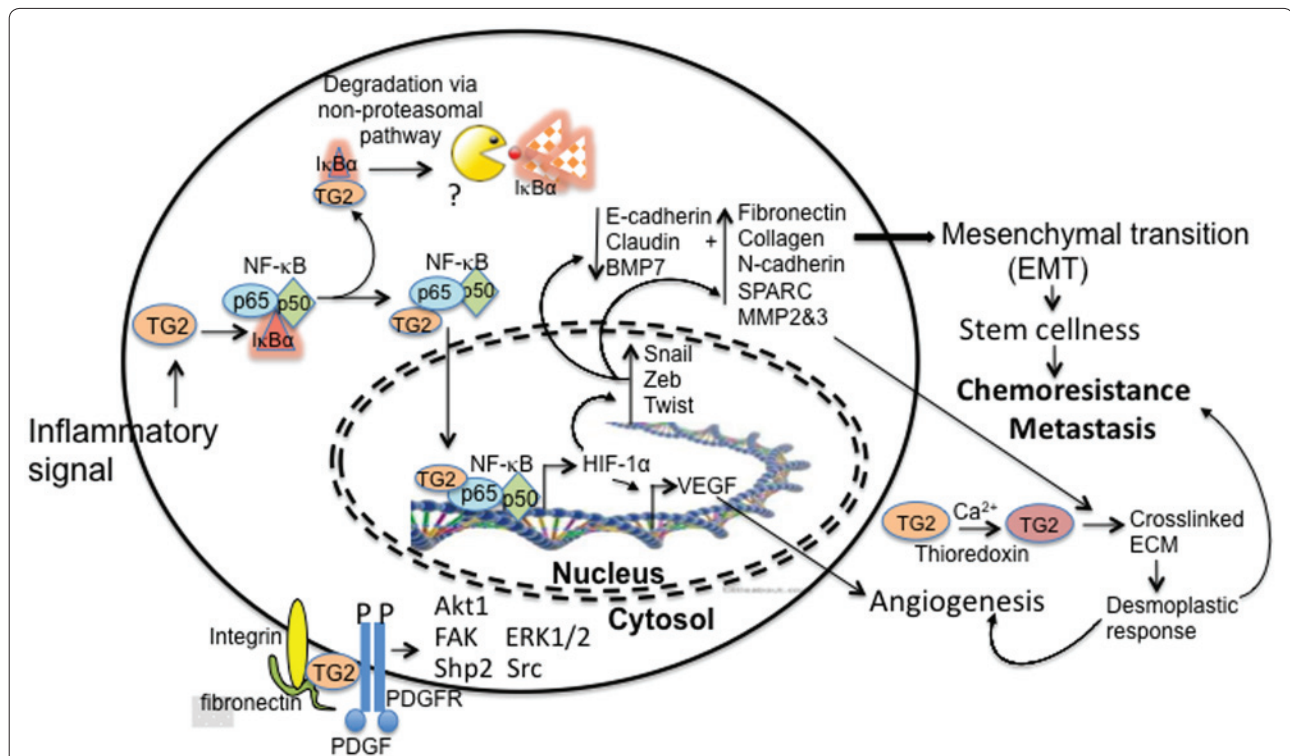 Degradation via
non-proteasomal
pathway
IκBα
TG2
?
IκBα
E-cadherin
Claudin +
BMP7
Fibronectin
Collagen
N-cadherin
SPARC
MMP2&3
Mesenchymal transition
(EMT)
Stem cellness
Chemoresistance
Metastasis
NF-κB
p65
p50
IκBα
TG2
NF-κB
p65
p50
TG2
Inflammatory
signal
Snail
Zeb
Twist
NF-κB
TG2
p65
p50
HIF-1α
VEGF
Nucleus
Cytosol
TG2
Ca²⁺
Thioredoxin
TG2
Crosslinked
ECM
Desmoplastic
response
Angiogenesis
P P
Akt1
FAK ERK1/2
Shp2 Src
Integrin
TG2
fibronectin
PDGFR
PDGF